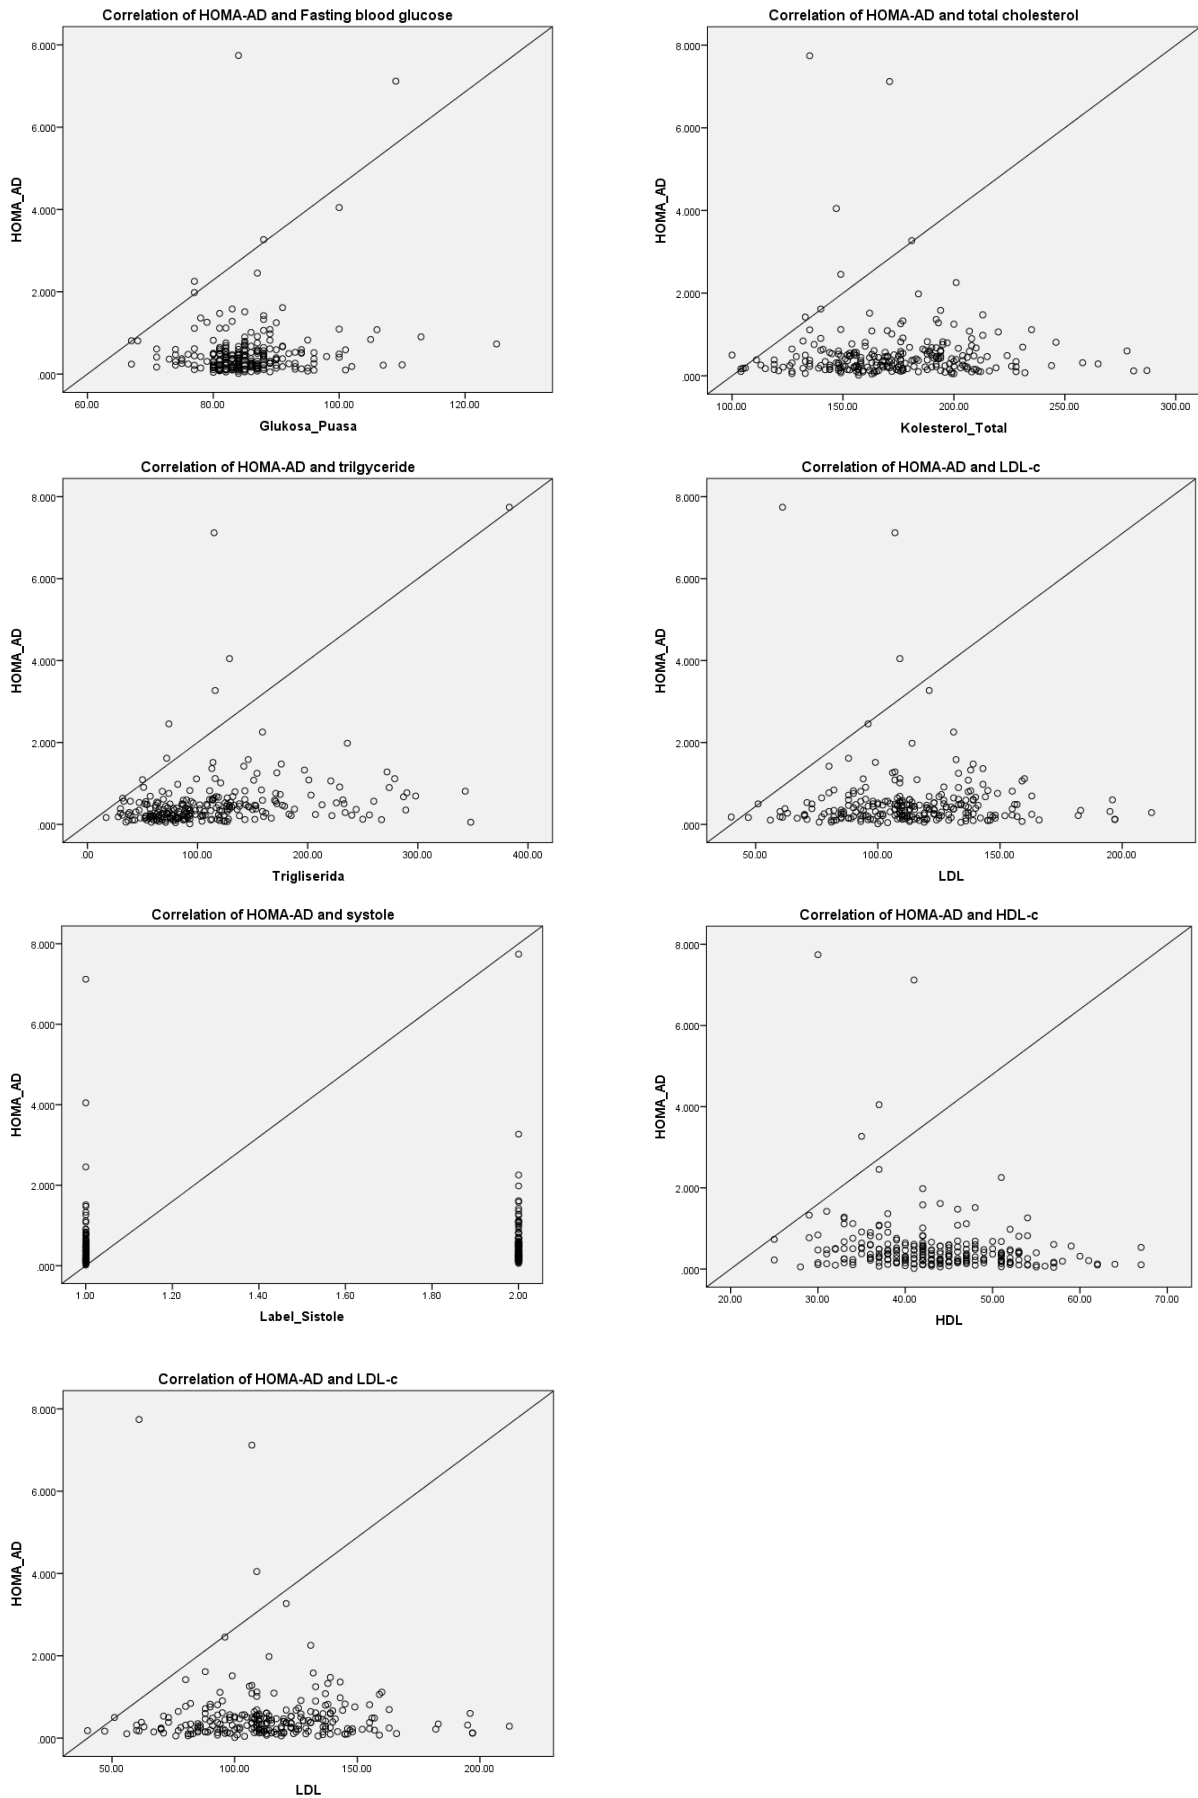 Correlation of HOMA-AD and Fasting blood glucose
8.000
6.000
4.000
2.000
.000
HOMA_AD
60.00 80.00 100.00 120.00
Glukosa_Puasa
Correlation of HOMA-AD and total cholesterol
8.000
6.000
4.000
2.000
.000
HOMA_AD
100.00 150.00 200.00 250.00 300.00
Kolesterol_Total
Correlation of HOMA-AD and trilgyceride
8.000
6.000
4.000
2.000
.000
HOMA_AD
.00 100.00 200.00 300.00 400.00
Trigliserida
Correlation of HOMA-AD and LDL-c
8.000
6.000
4.000
2.000
.000
HOMA_AD
50.00 100.00 150.00 200.00
LDL
Correlation of HOMA-AD and systole
8.000
6.000
4.000
2.000
.000
HOMA_AD
1.00 1.20 1.40 1.60 1.80 2.00
Label_Sistole
Correlation of HOMA-AD and HDL-c
8.000
6.000
4.000
2.000
.000
HOMA_AD
20.00 30.00 40.00 50.00 60.00 70.00
HDL
Correlation of HOMA-AD and LDL-c
8.000
6.000
4.000
2.000
.000
HOMA_AD
50.00 100.00 150.00 200.00
LDL